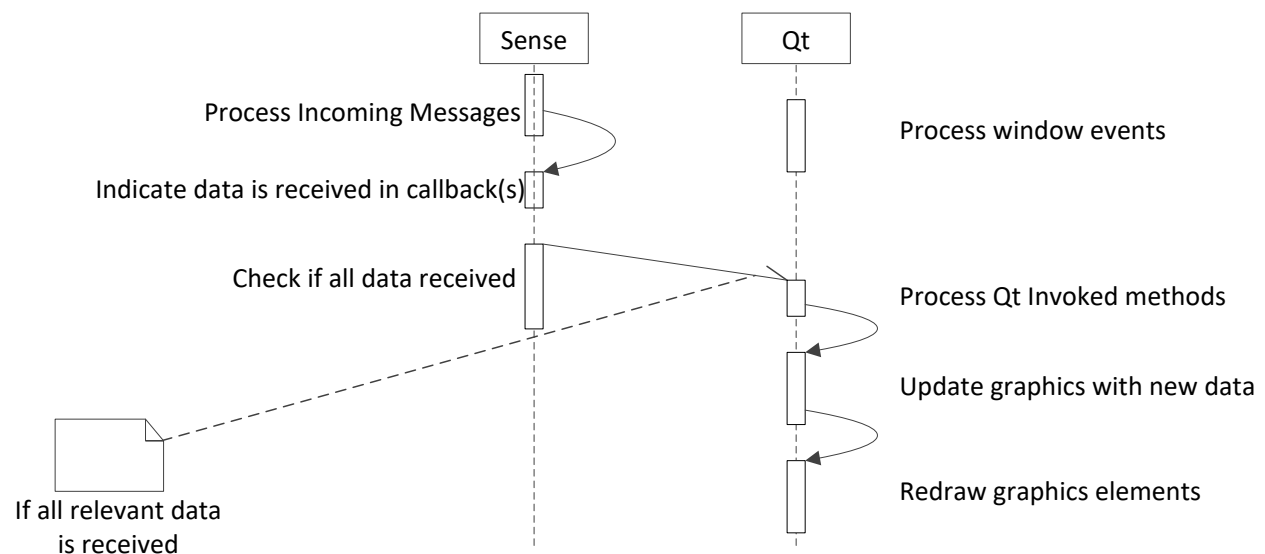 Sense
Qt
Process Incoming Messages
Process window events
Indicate data is received in callback(s)
Check if all data received
Process Qt Invoked methods
Update graphics with new data
Redraw graphics elements
If all relevant data
is received